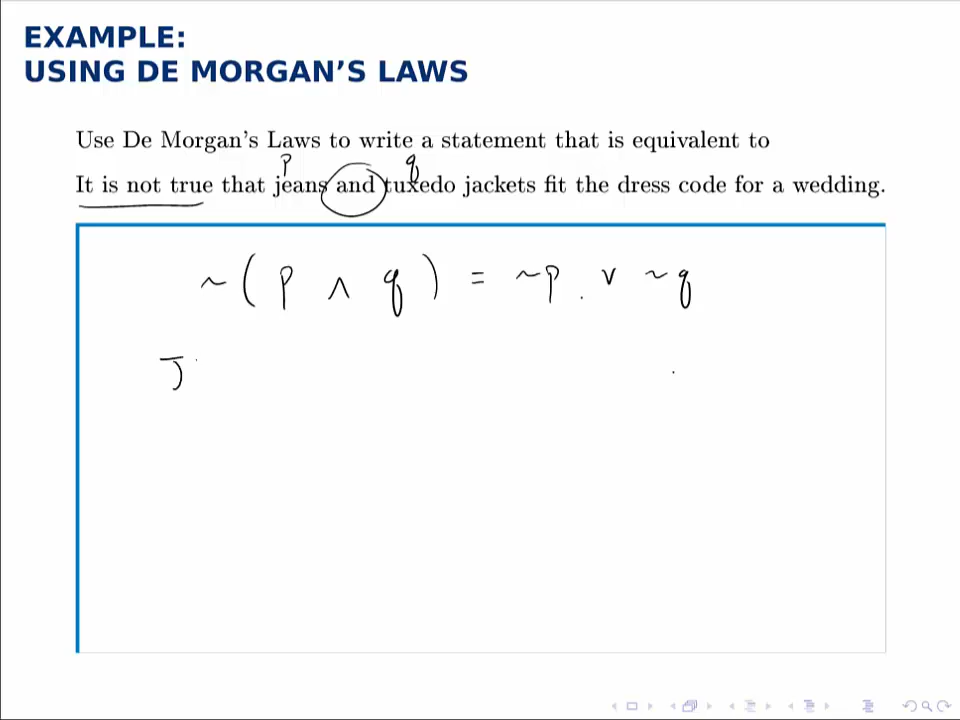 EXAMPLE:
USING DE MORGAN'S LAWS
Use De Morgan's Laws to write a statement that is equivalent to
p q
It is not true that jeans and tuxedo jackets fit the dress code for a wedding.
~(p ∧ q) = ~p ∨ ~q
J